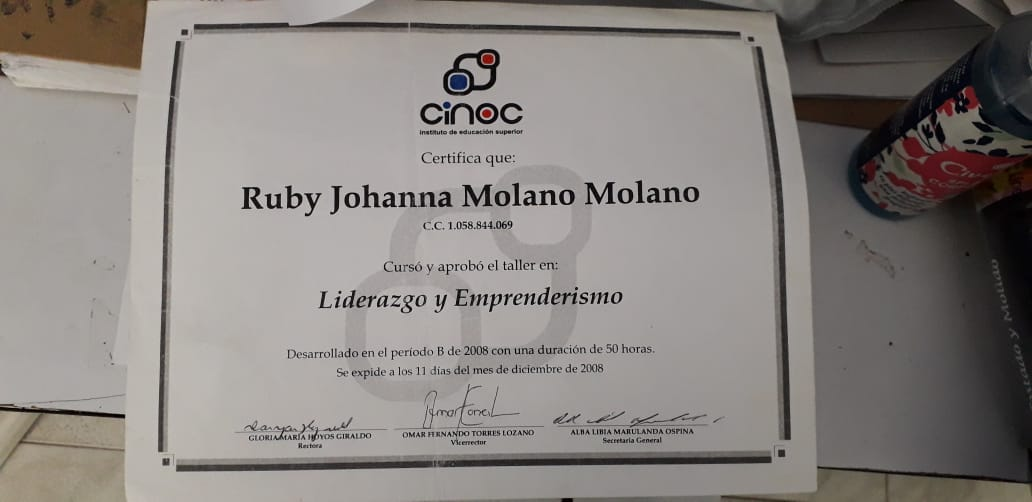 cinoc
instituto de educación superior
Certifica que:
Ruby Johanna Molano Molano
C.C. 1.058.844.069
Cursó y aprobó el taller en:
Liderazgo y Emprenderismo
Desarrollado en el período B de 2008 con una duración de 50 horas.
Se expide a los 11 días del mes de diciembre de 2008
GLORIA MARÍA HOYOS GIRALDO
Rectora
OMAR FERNANDO TORRES LOZANO
Vicerrector
ALBA LIBIA MARULANDA OSPINA
Secretaria General